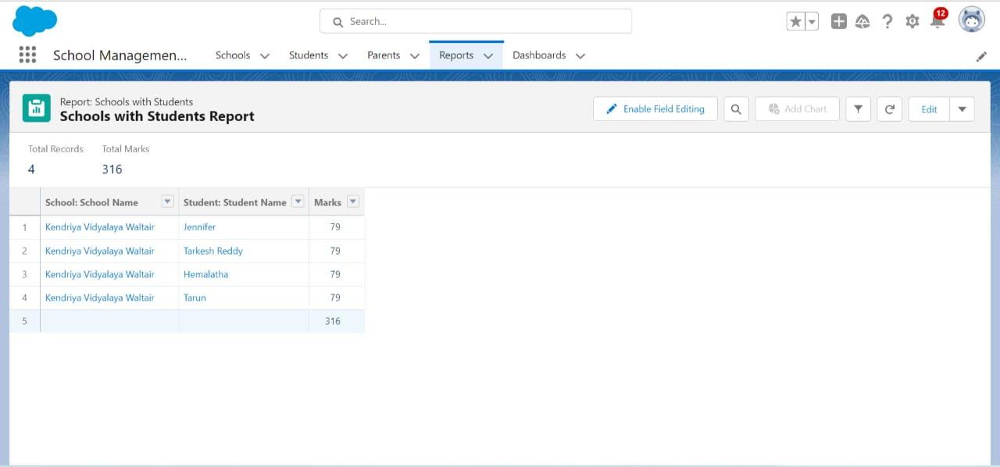 Search...
12
School Managemen... Schools Students Parents Reports Dashboards
Report: Schools with Students
Schools with Students Report
Enable Field Editing Add Chart Edit
Total Records Total Marks
4 316
School: School Name Student: Student Name Marks
1 Kendriya Vidyalaya Waltair Jennifer 79
2 Kendriya Vidyalaya Waltair Tarkesh Reddy 79
3 Kendriya Vidyalaya Waltair Hemalatha 79
4 Kendriya Vidyalaya Waltair Tarun 79
5 316